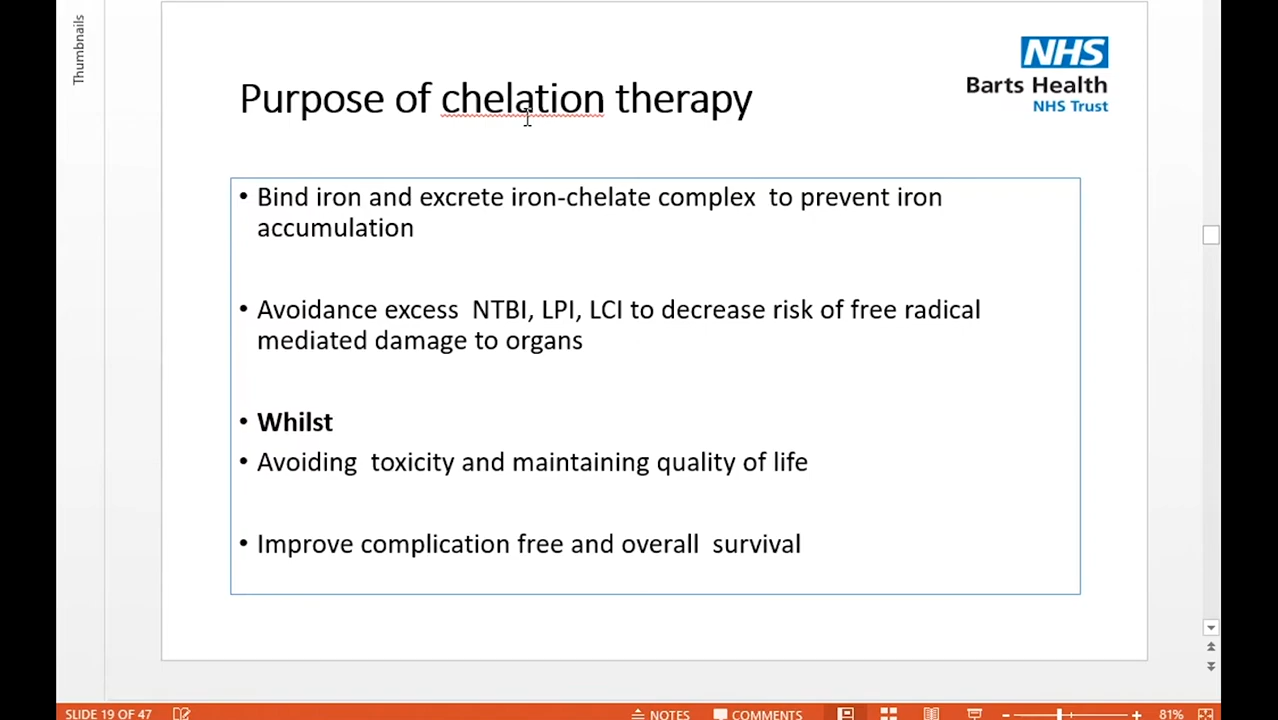 Thumbnails
NHS
Barts Health
NHS Trust
Purpose of chelation therapy
• Bind iron and excrete iron-chelate complex  to prevent iron
accumulation
• Avoidance excess  NTBI, LPI, LCI to decrease risk of free radical
mediated damage to organs
• Whilst
• Avoiding  toxicity and maintaining quality of life
• Improve complication free and overall  survival
SLIDE 19 OF 47
NOTES
COMMENTS
81%